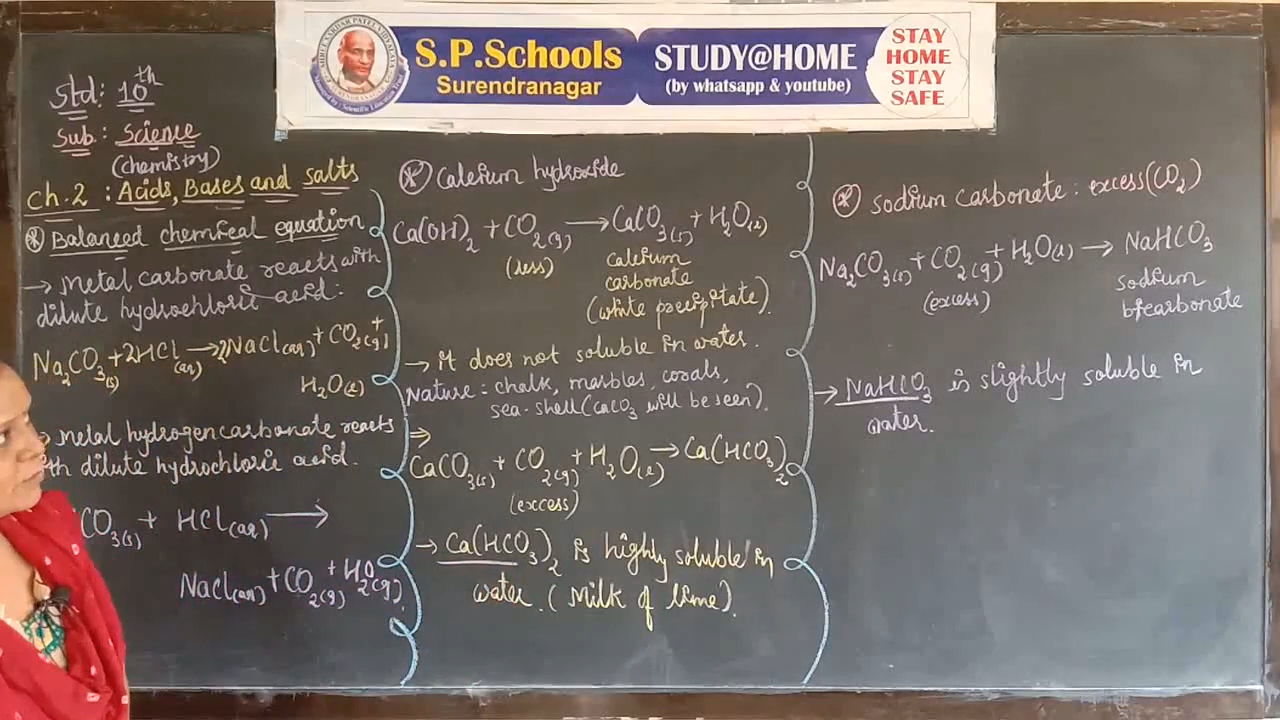 S.P.Schools
Surendranagar
STUDY@HOME
(by whatsapp & youtube)
STAY
HOME
STAY
SAFE
Std: 10th
Sub: Science
(chemistry)
Ch.2 : Acids, Bases and salts
* Balanced chemical equation
→ Metal carbonate reacts with
dilute hydrochloric acid:
Na₂CO₃(s) + 2HCl(aq) → 2NaCl(aq) + CO₂(g) +
H₂O(l)
→ Metal hydrogencarbonate reacts
dilute hydrochloric acid.
CO₃(s) + HCl(aq) →
NaCl(aq) + CO₂(g) + H₂O(g).
* Calcium hydroxide
Ca(OH)₂ + CO₂(g) → CaCO₃(s) + H₂O(l)
(less)
calcium
carbonate
(white precipitate).
→ it does not soluble in water.
Nature : chalk, marbles, corals,
sea-shell (CaCO₃ will be seen).
⇒
CaCO₃(s) + CO₂(g) + H₂O(l) → Ca(HCO₃)₂
(excess)
→ Ca(HCO₃)₂ is highly soluble in
water. (Milk of lime).
* Sodium carbonate : excess(CO₂)
Na₂CO₃(s) + CO₂(g) + H₂O(l) → NaHCO₃
(excess)
sodium
bicarbonate
→ NaHCO₃ is slightly soluble in
water.